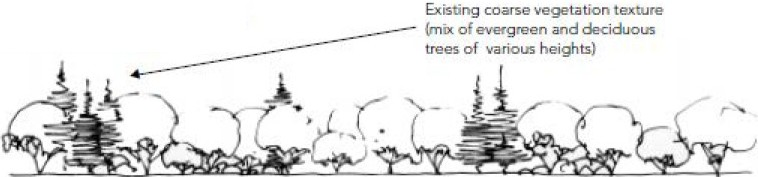 Existing coarse vegetation texture
(mix of evergreen and deciduous
trees of various heights)